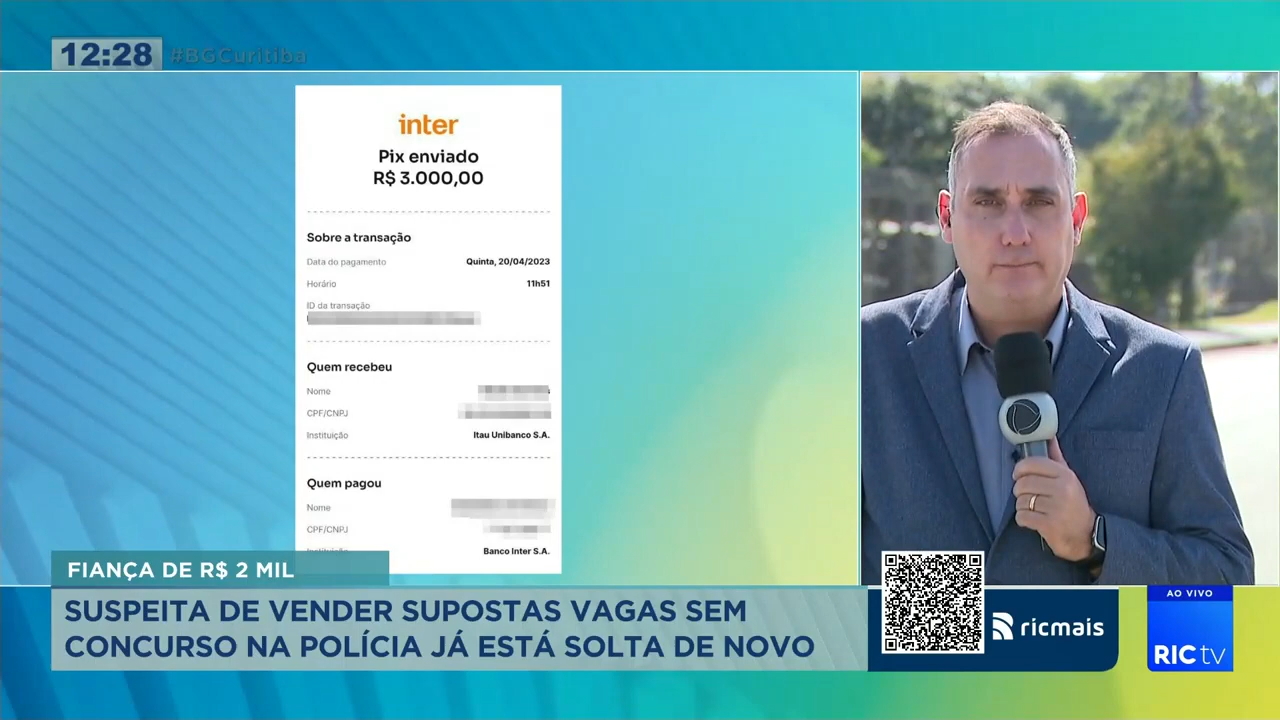 12:28 #BGCuritiba
inter
Pix enviado
R$ 3.000,00
Sobre a transação
Data do pagamento Quinta, 20/04/2023
Horário 11h51
ID da transação
Quem recebeu
Nome
CPF/CNPJ
Instituição Itau Unibanco S.A.
Quem pagou
Nome
CPF/CNPJ
Instituição Banco Inter S.A.
FIANÇA DE R$ 2 MIL
SUSPEITA DE VENDER SUPOSTAS VAGAS SEM
CONCURSO NA POLÍCIA JÁ ESTÁ SOLTA DE NOVO
ricmais
AO VIVO
RICtv